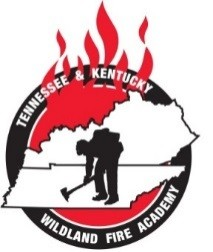 TENNESSEE & KENTUCKY
WILDLAND FIRE ACADEMY